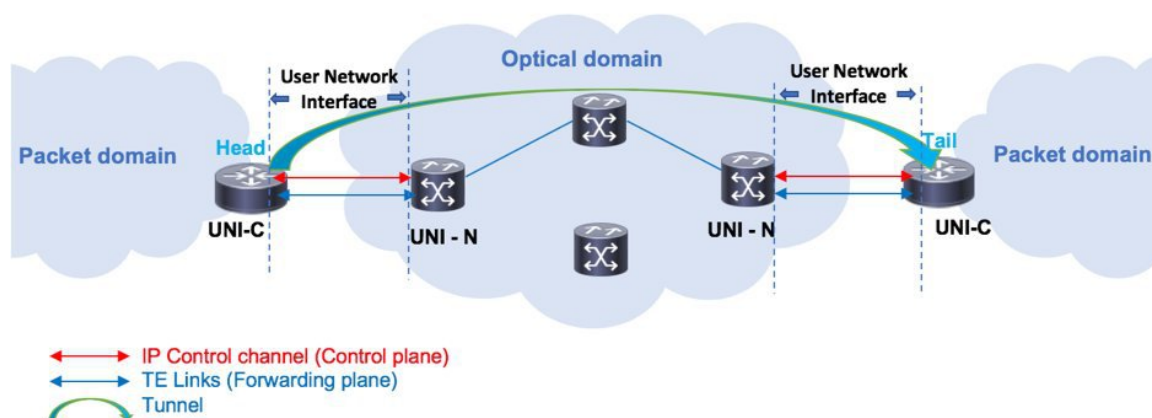 Optical domain
User Network
Interface
User Network
Interface
Packet domain
Head
Tail
Packet domain
UNI-C
UNI - N
UNI - N
UNI-C
IP Control channel (Control plane)
TE Links (Forwarding plane)
Tunnel